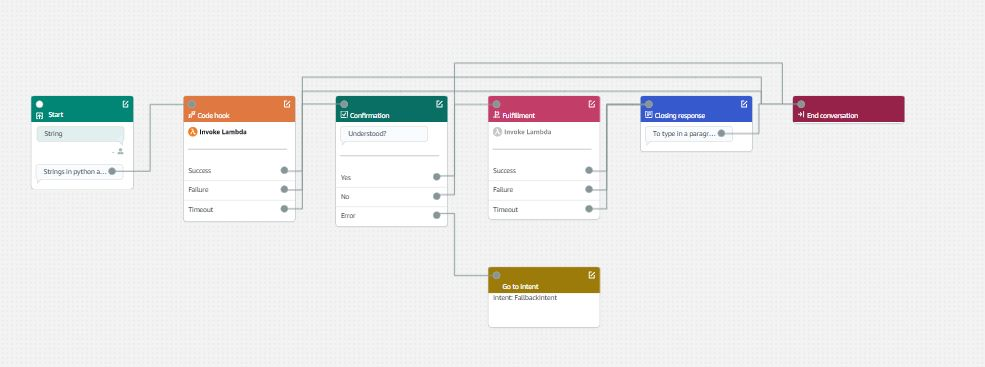 Start
String
Strings in python a...
Code hook
Invoke Lambda
Success
Failure
Timeout
Confirmation
Understood?
Yes
No
Error
Fulfillment
Invoke Lambda
Success
Failure
Timeout
Closing response
To type in a paragr...
End conversation
Go to intent
Intent: FallbackIntent